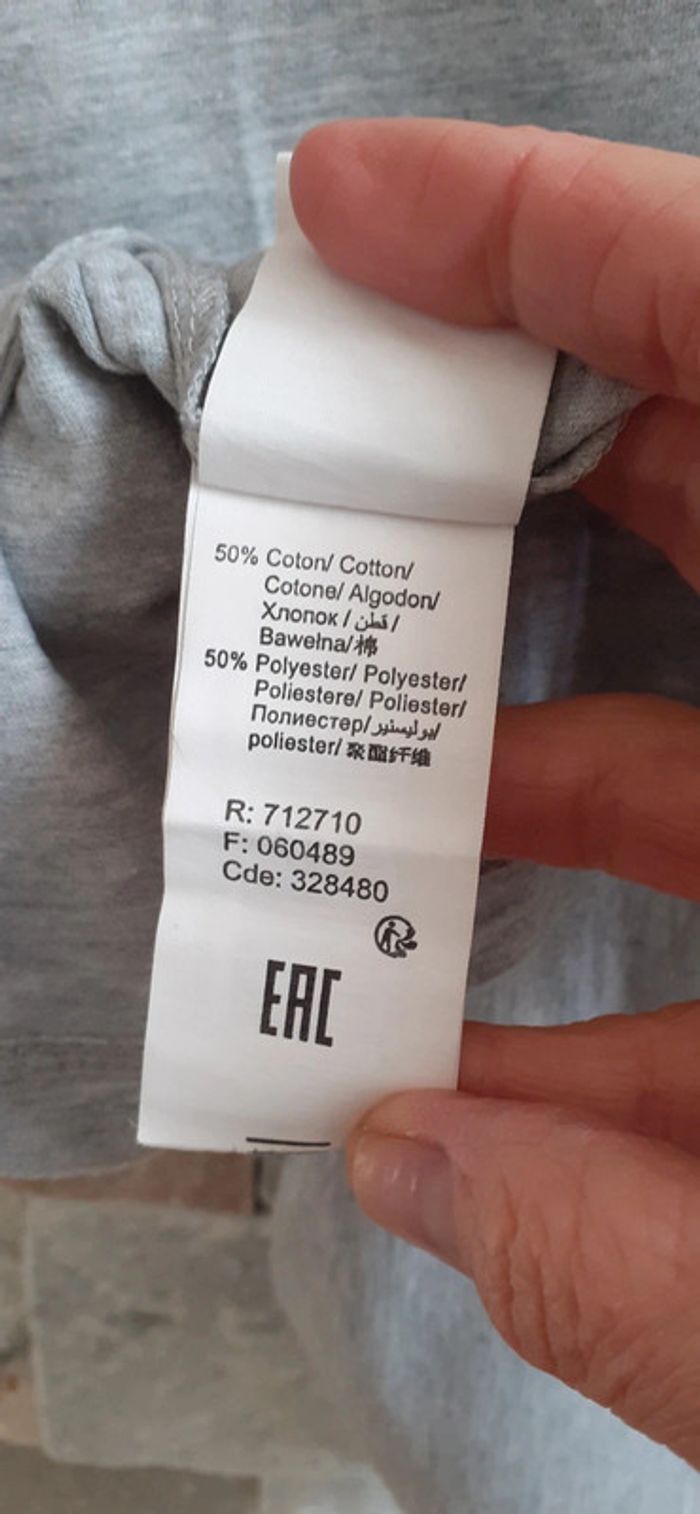 50% Coton/ Cotton/
Cotone/ Algodon/
Хлопок / قطن /
Bawełna/棉
50% Polyester/ Polyester/
Poliestere/ Poliester/
Полиестер/بوليستير/
poliester/ 聚酯纤维
R: 712710
F: 060489
Cde: 328480
EAC